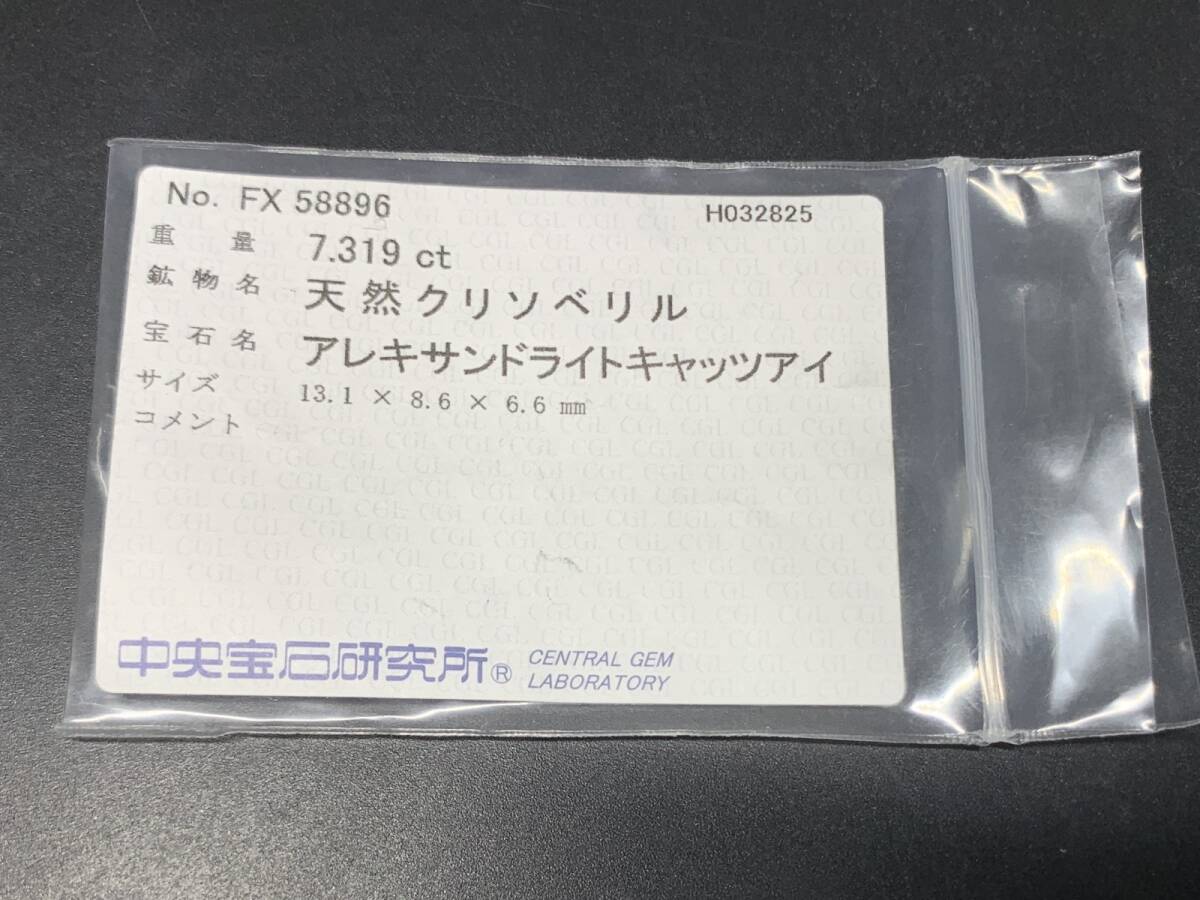 No. FX 58896 H032825
重量 7.319 ct
鉱物名 天然クリソベリル
宝石名 アレキサンドライトキャッツアイ
サイズ 13.1 × 8.6 × 6.6 ㎜
コメント
中央宝石研究所® CENTRAL GEM
LABORATORY